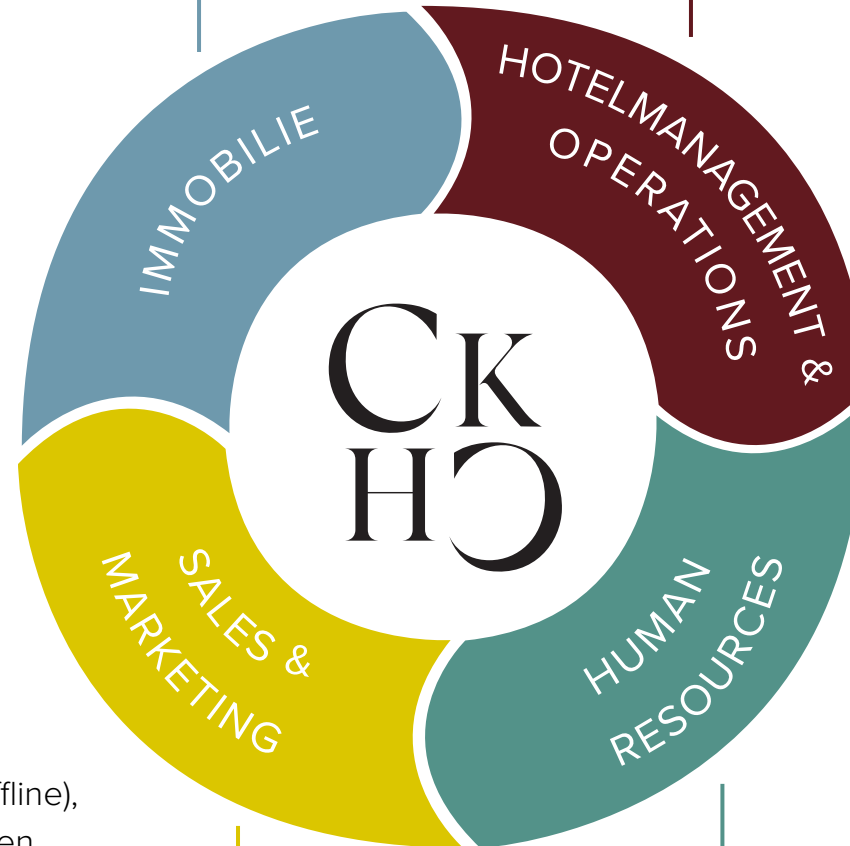 IMMOBILIE
HOTELMANAGEMENT &
OPERATIONS
CK
HC
SALES &
MARKETING
HUMAN
RESOURCES